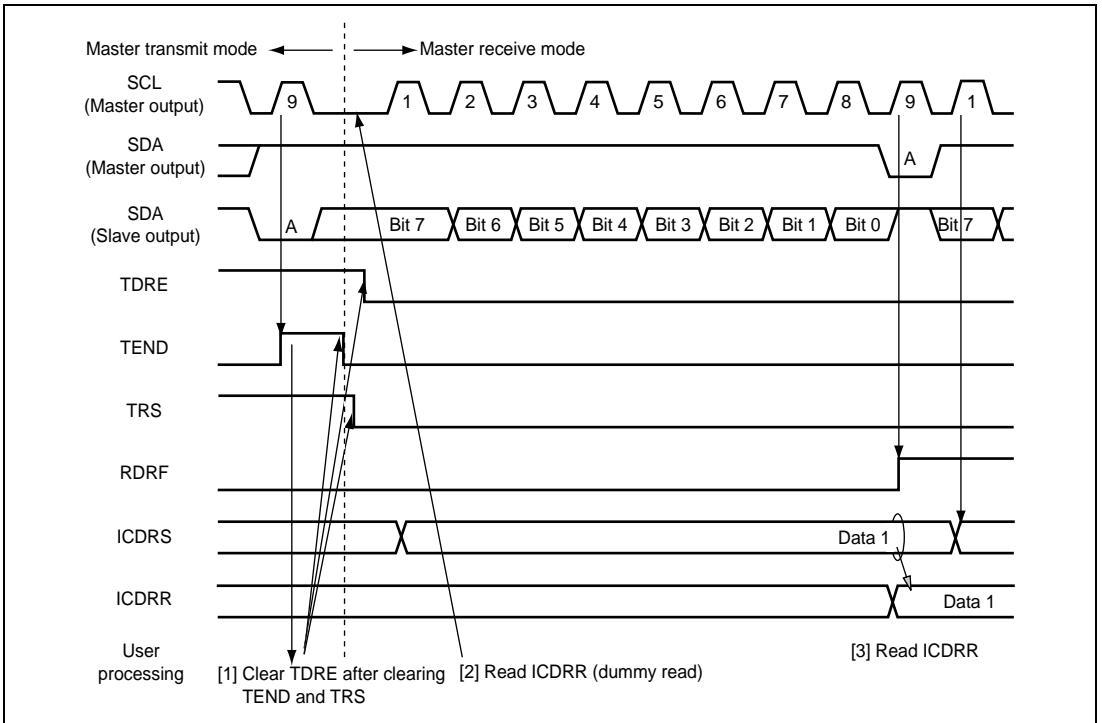 Master transmit mode
Master receive mode
SCL
(Master output)
9 1 2 3 4 5 6 7 8 9 1
SDA
(Master output)
A
SDA
(Slave output)
A Bit 7 Bit 6 Bit 5 Bit 4 Bit 3 Bit 2 Bit 1 Bit 0 Bit 7
TDRE
TEND
TRS
RDRF
ICDRS
Data 1
ICDRR
Data 1
User
processing
[1] Clear TDRE after clearing
TEND and TRS
[2] Read ICDRR (dummy read)
[3] Read ICDRR